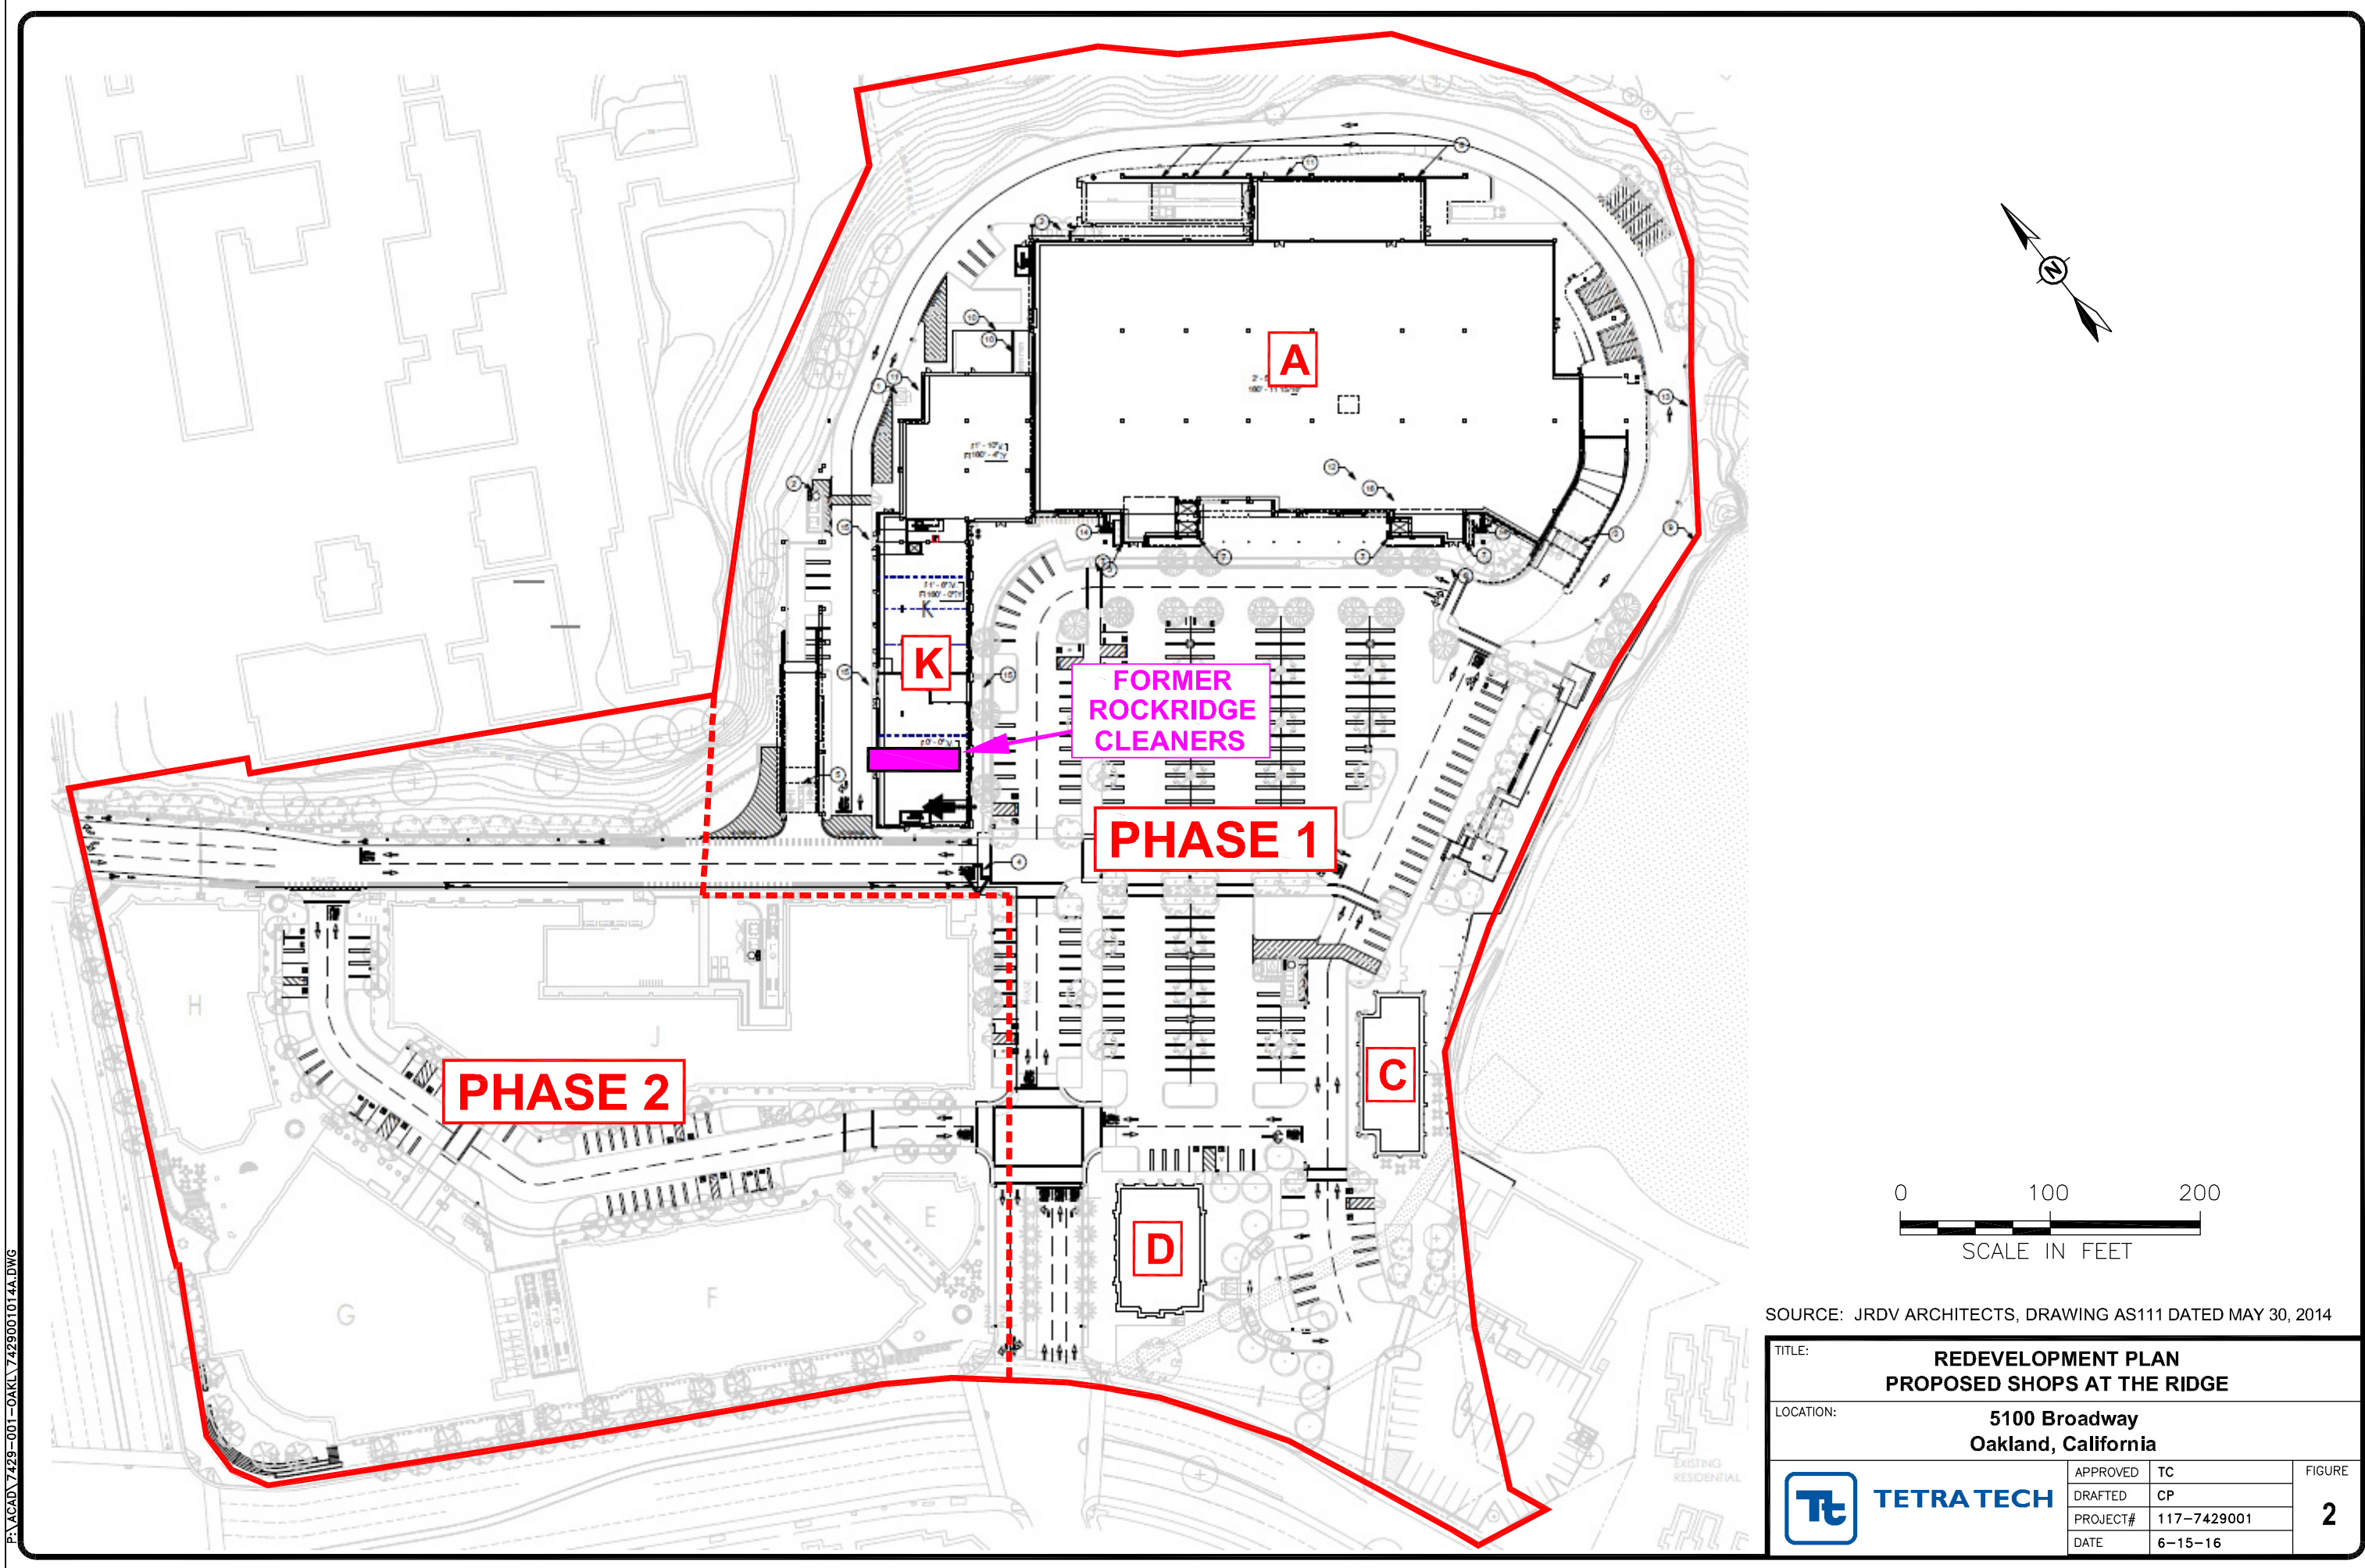 A
K
K
FORMER
ROCKRIDGE
CLEANERS
PHASE 1
PHASE 2
H
J
C
D
E
F
G
N
0 100 200
SCALE IN FEET
EXISTING
RESIDENTIAL
SOURCE: JRDV ARCHITECTS, DRAWING AS111 DATED MAY 30, 2014
TITLE:
REDEVELOPMENT PLAN
PROPOSED SHOPS AT THE RIDGE
LOCATION:
5100 Broadway
Oakland, California
Tt TETRA TECH
APPROVED TC
DRAFTED CP
PROJECT# 117-7429001
DATE 6-15-16
FIGURE
2
P:\ACAD\7429-001-OAKL\7429001014A.DWG